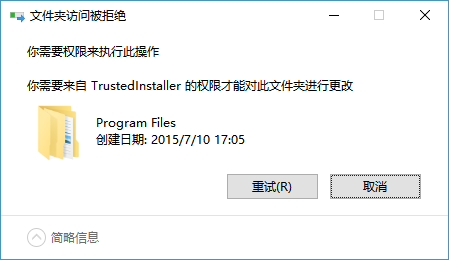 文件夹访问被拒绝
你需要权限来执行此操作
你需要来自 TrustedInstaller 的权限才能对此文件夹进行更改
Program Files
创建日期: 2015/7/10 17:05
重试(R)
取消
简略信息